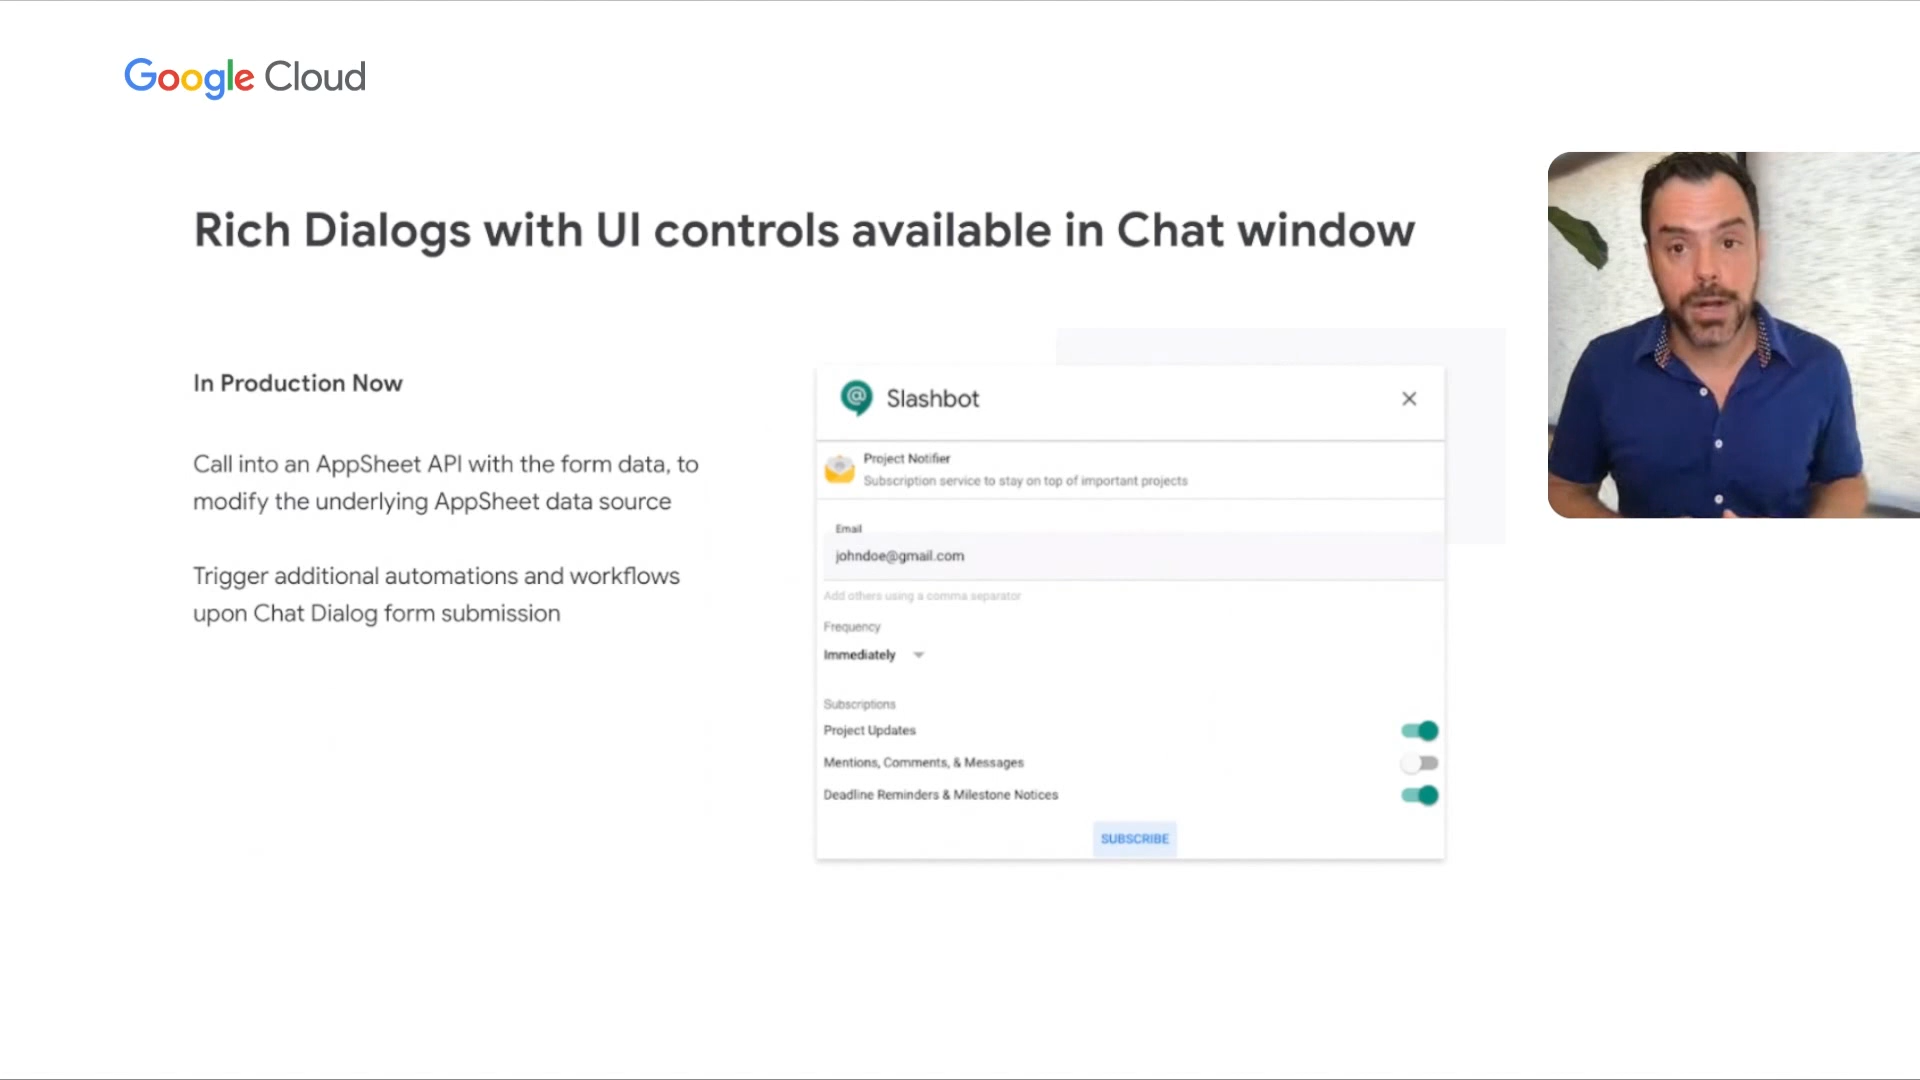 Google Cloud
Rich Dialogs with UI controls available in Chat window
In Production Now
Call into an AppSheet API with the form data, to
modify the underlying AppSheet data source
Trigger additional automations and workflows
upon Chat Dialog form submission
@ Slashbot
Project Notifier
Subscription service to stay on top of important projects
Email
johndoe@gmail.com
Add others using a comma separator
Frequency
Immediately
Subscriptions
Project Updates
Mentions, Comments, & Messages
Deadline Reminders & Milestone Notices
SUBSCRIBE